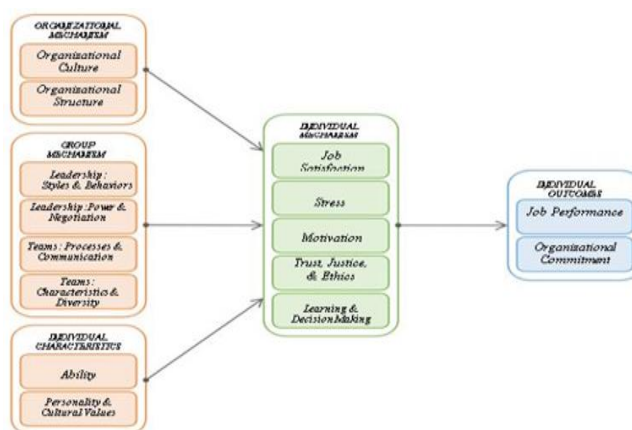 ORGANIZATIONAL
MECHANISM
Organizational
Culture
Organizational
Structure
GROUP
MECHANISM
Leadership:
Styles & Behaviors
Leadership:Power &
Negotiation
Teams: Processes &
Communication
Teams:
Characteristics &
Diversity
INDIVIDUAL
CHARACTERISTICS
Ability
Personality &
Cultural Values
INDIVIDUAL
MECHANISM
Job
Satisfaction
Stress
Motivation
Trust, Justice,
& Ethics
Learning &
Decision Making
INDIVIDUAL
OUTCOMES
Job Performance
Organizational
Commitment